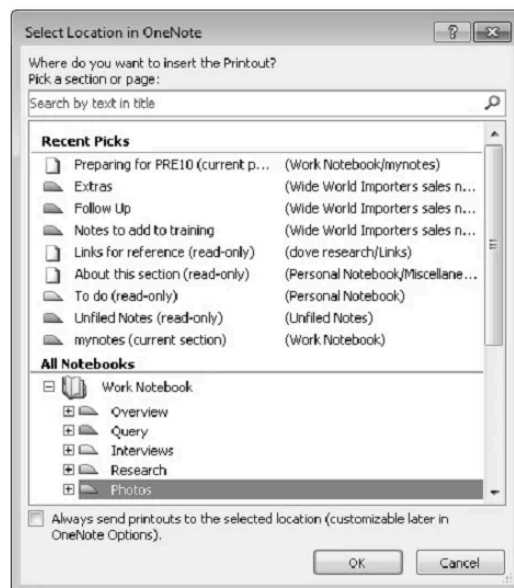 Select Location in OneNote
Where do you want to insert the Printout?
Pick a section or page:
Search by text in title
Recent Picks
Preparing for PRE10 (current p... (Work Notebook/mynotes)
Extras (Wide World Importers sales n...
Follow Up (Wide World Importers sales n...
Notes to add to training (Wide World Importers sales n...
Links for reference (read-only) (dove research/Links)
About this section (read-only) (Personal Notebook/Miscellane...
To do (read-only) (Personal Notebook)
Unfiled Notes (read-only) (Unfiled Notes)
mynotes (current section) (Work Notebook)
All Notebooks
Work Notebook
Overview
Query
Interviews
Research
Photos
Always send printouts to the selected location (customizable later in
OneNote Options).
OK Cancel